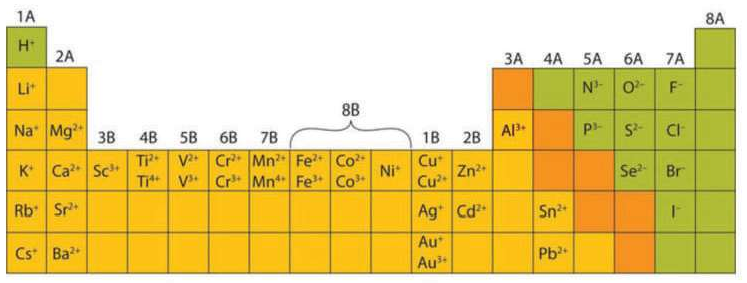 1A 8A
H⁺ 2A 3A 4A 5A 6A 7A
Li⁺ N³⁻ O²⁻ F⁻
8B
Na⁺ Mg²⁺ 3B 4B 5B 6B 7B 1B 2B Al³⁺ P³⁻ S²⁻ Cl⁻
K⁺ Ca²⁺ Sc³⁺ Ti²⁺ V²⁺ Cr²⁺ Mn²⁺ Fe²⁺ Co²⁺ Ni⁺ Cu⁺ Zn²⁺ Se²⁻ Br⁻
Ti⁴⁺ V³⁺ Cr³⁺ Mn⁴⁺ Fe³⁺ Co³⁺ Cu²⁺
Rb⁺ Sr²⁺ Ag⁺ Cd²⁺ Sn²⁺ I⁻
Cs⁺ Ba²⁺ Au⁺ Pb²⁺
Au³⁺